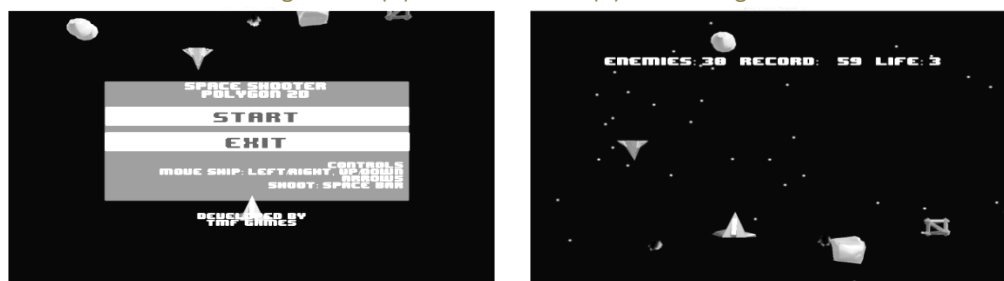 SPACE SHOOTER
POLYGON 2D
START
EXIT
CONTROLS
MOVE SHIP: LEFT/RIGHT, UP/DOWN
ARROWS
SHOOT: SPACE BAR
DEVELOPED BY
TMF GAMES
ENEMIES: 38 RECORD: 59 LIFE: 3